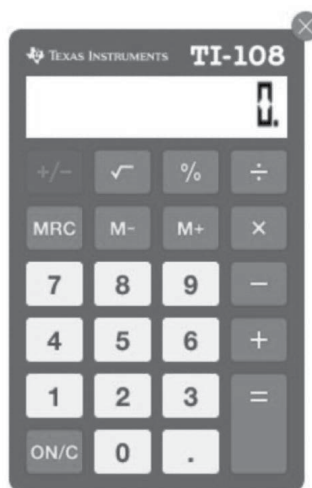 TEXAS INSTRUMENTS TI-108
0.
+/- √ % ÷
MRC M- M+ ×
7 8 9 −
4 5 6 +
1 2 3 =
ON/C 0 .